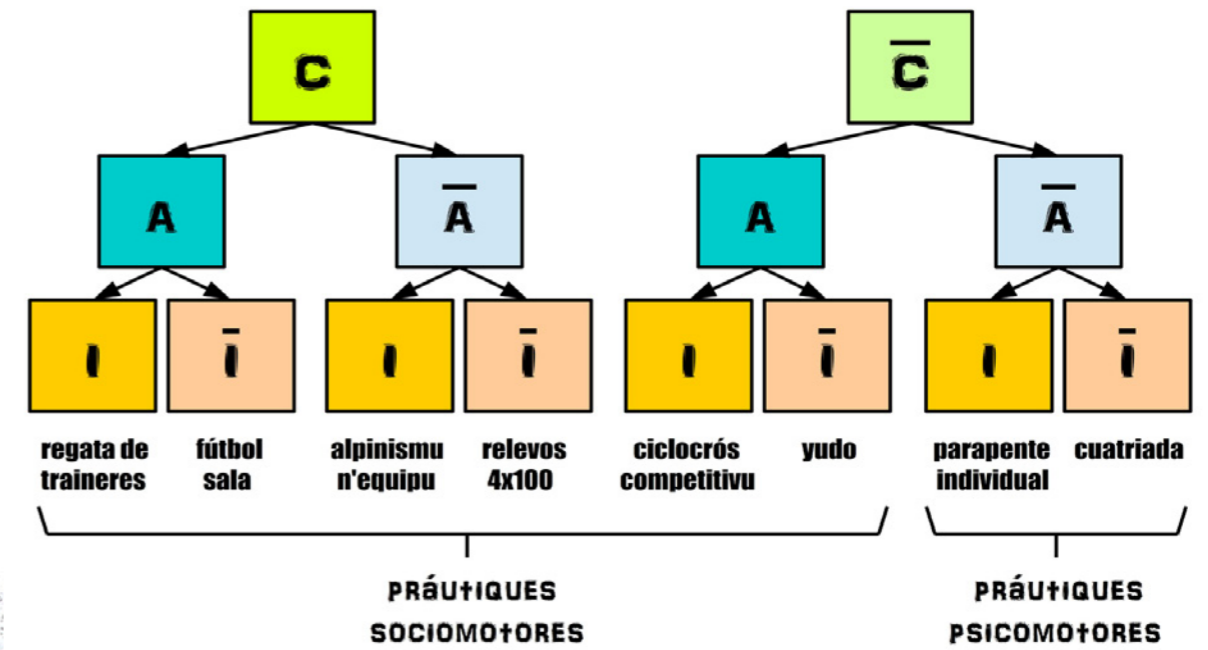 C C̅
A A̅ A A̅
I Ī I Ī I Ī I Ī
regata de traineres
fútbol sala
alpinismu n'equipu
relevos 4x100
ciclocrós competitivu
yudo
parapente individual
cuatriada
PRáUtIQUES
SOCIOMOtORES
PRáUtIQUES
PSICOMOtORES